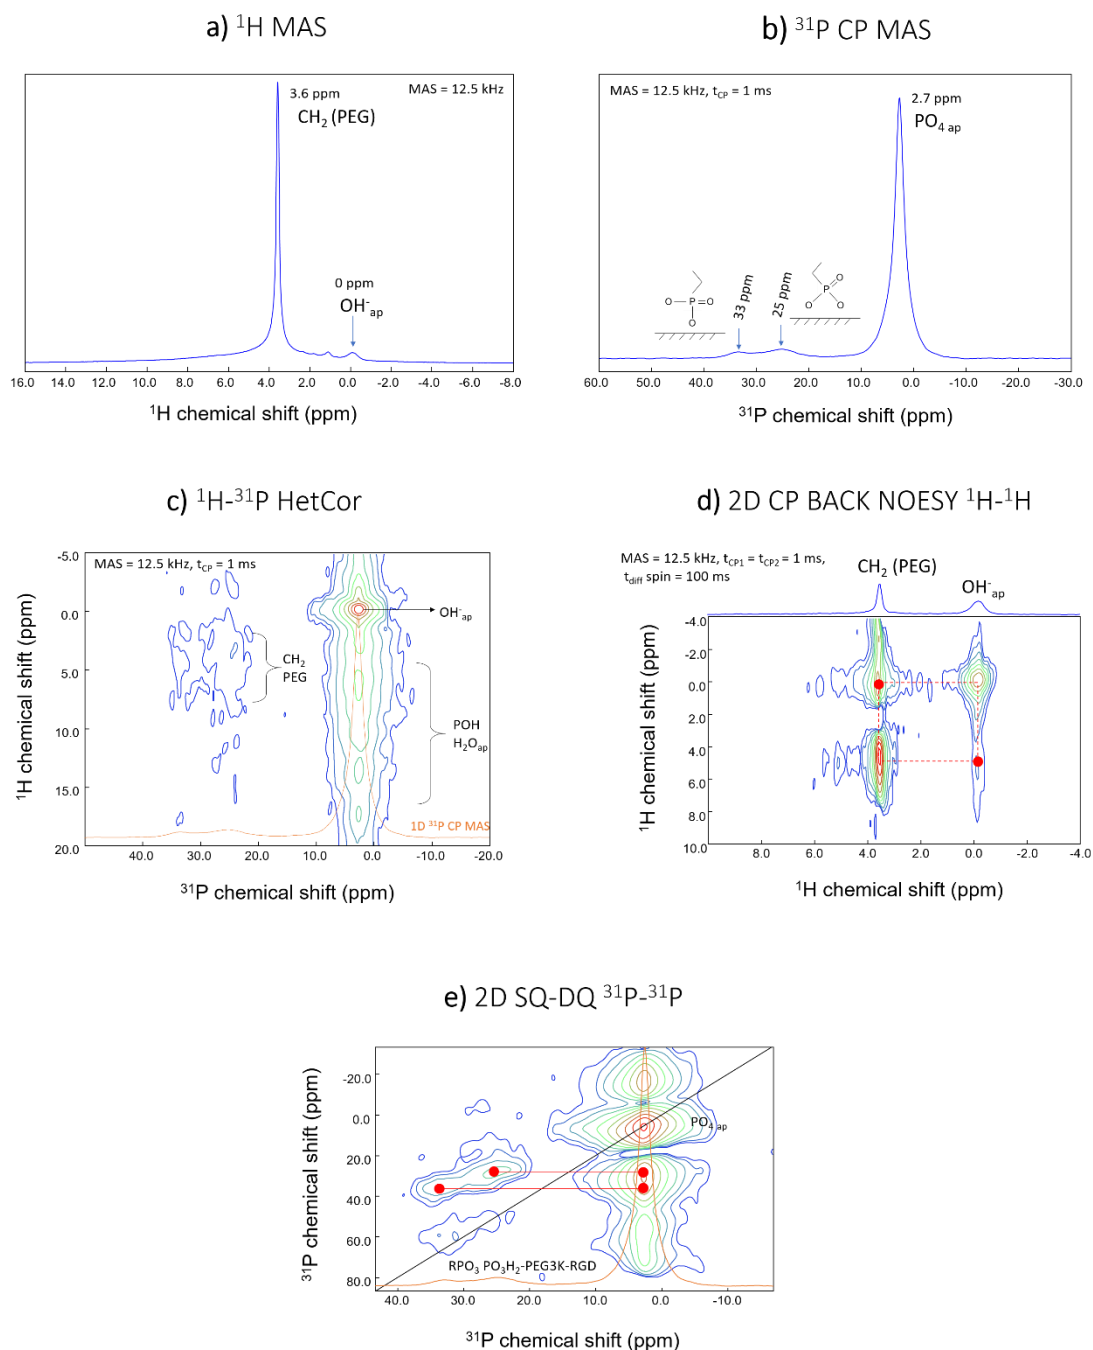 a) ¹H MAS
3.6 ppm
CH₂ (PEG)
MAS = 12.5 kHz
0 ppm
OH⁻ap
16.0 14.0 12.0 10.0 8.0 6.0 4.0 2.0 0.0 -2.0 -4.0 -6.0 -8.0
¹H chemical shift (ppm)
b) ³¹P CP MAS
MAS = 12.5 kHz, tCP = 1 ms
2.7 ppm
PO₄ ap
33 ppm
25 ppm
P O O O
P O O O
60.0 50.0 40.0 30.0 20.0 10.0 0.0 -10.0 -20.0 -30.0
³¹P chemical shift (ppm)
c) ¹H-³¹P HetCor
MAS = 12.5 kHz, tCP = 1 ms
OH⁻ap
CH₂
PEG
POH
H₂Oap
1D ³¹P CP MAS
-5.0
0.0
5.0
10.0
15.0
20.0
¹H chemical shift (ppm)
40.0 30.0 20.0 10.0 0.0 -10.0 -20.0
³¹P chemical shift (ppm)
d) 2D CP BACK NOESY ¹H-¹H
MAS = 12.5 kHz, tCP1 = tCP2 = 1 ms,
tdiff spin = 100 ms
CH₂ (PEG)
OH⁻ap
-4.0
-2.0
0.0
2.0
4.0
6.0
8.0
10.0
¹H chemical shift (ppm)
10.0 8.0 6.0 4.0 2.0 0.0 -2.0 -4.0
¹H chemical shift (ppm)
e) 2D SQ-DQ ³¹P-³¹P
PO₄ ap
RPO₃ PO₃H₂-PEG3K-RGD
-20.0
0.0
20.0
40.0
60.0
80.0
³¹P chemical shift (ppm)
40.0 30.0 20.0 10.0 0.0 -10.0
³¹P chemical shift (ppm)